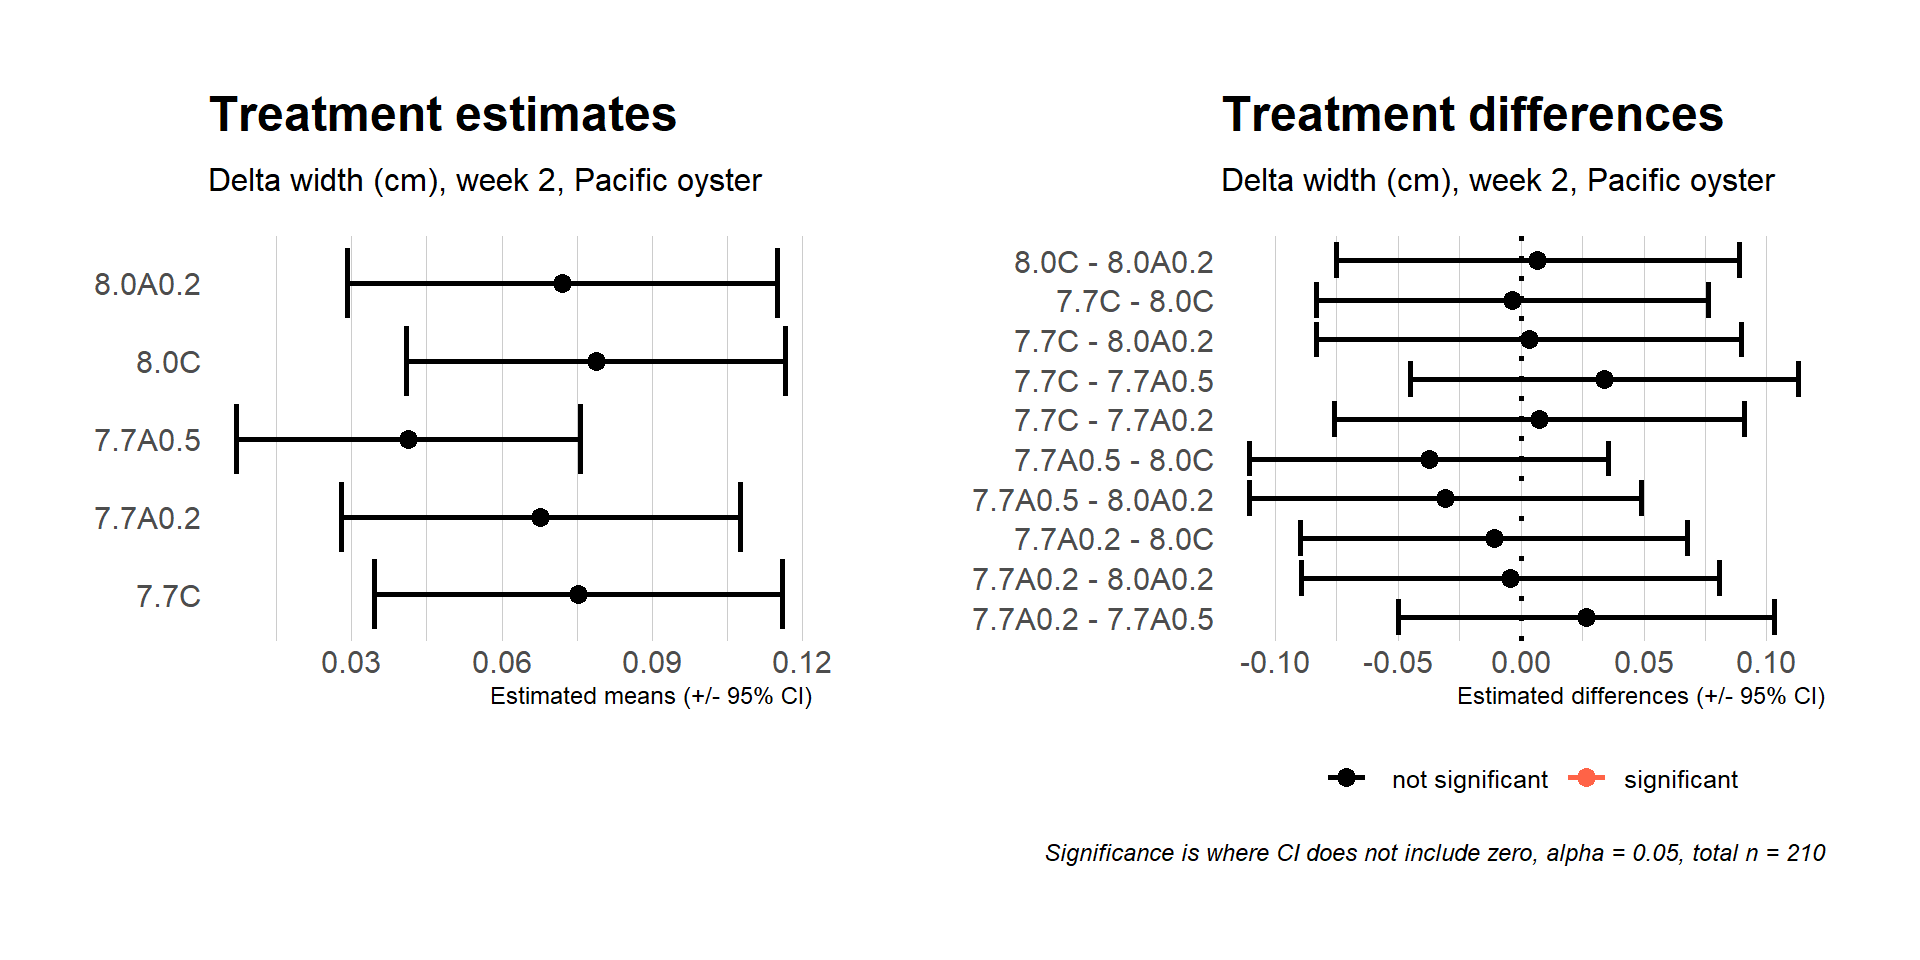 Treatment estimates
Delta width (cm), week 2, Pacific oyster
8.0A0.2
8.0C
7.7A0.5
7.7A0.2
7.7C
0.03 0.06 0.09 0.12
Estimated means (+/- 95% CI)
Treatment differences
Delta width (cm), week 2, Pacific oyster
8.0C - 8.0A0.2
7.7C - 8.0C
7.7C - 8.0A0.2
7.7C - 7.7A0.5
7.7C - 7.7A0.2
7.7A0.5 - 8.0C
7.7A0.5 - 8.0A0.2
7.7A0.2 - 8.0C
7.7A0.2 - 8.0A0.2
7.7A0.2 - 7.7A0.5
-0.10 -0.05 0.00 0.05 0.10
Estimated differences (+/- 95% CI)
not significant significant
Significance is where CI does not include zero, alpha = 0.05, total n = 210